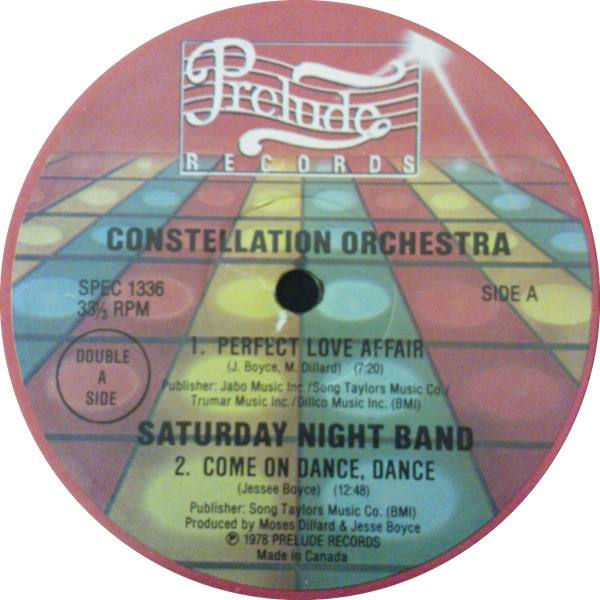 Prelude
RECORDS
CONSTELLATION ORCHESTRA
SPEC 1336
33⅓ RPM
SIDE A
DOUBLE
A
SIDE
1. PERFECT LOVE AFFAIR
(J. Boyce, M. Dillard) (7:20)
Publisher: Jabo Music Inc./Song Taylors Music Co./
Trumar Music Inc./Dillco Music Inc. (BMI)
SATURDAY NIGHT BAND
2. COME ON DANCE, DANCE
(Jessee Boyce) (12:48)
Publisher: Song Taylors Music Co. (BMI)
Produced by Moses Dillard & Jesse Boyce
℗ 1978 PRELUDE RECORDS
Made in Canada